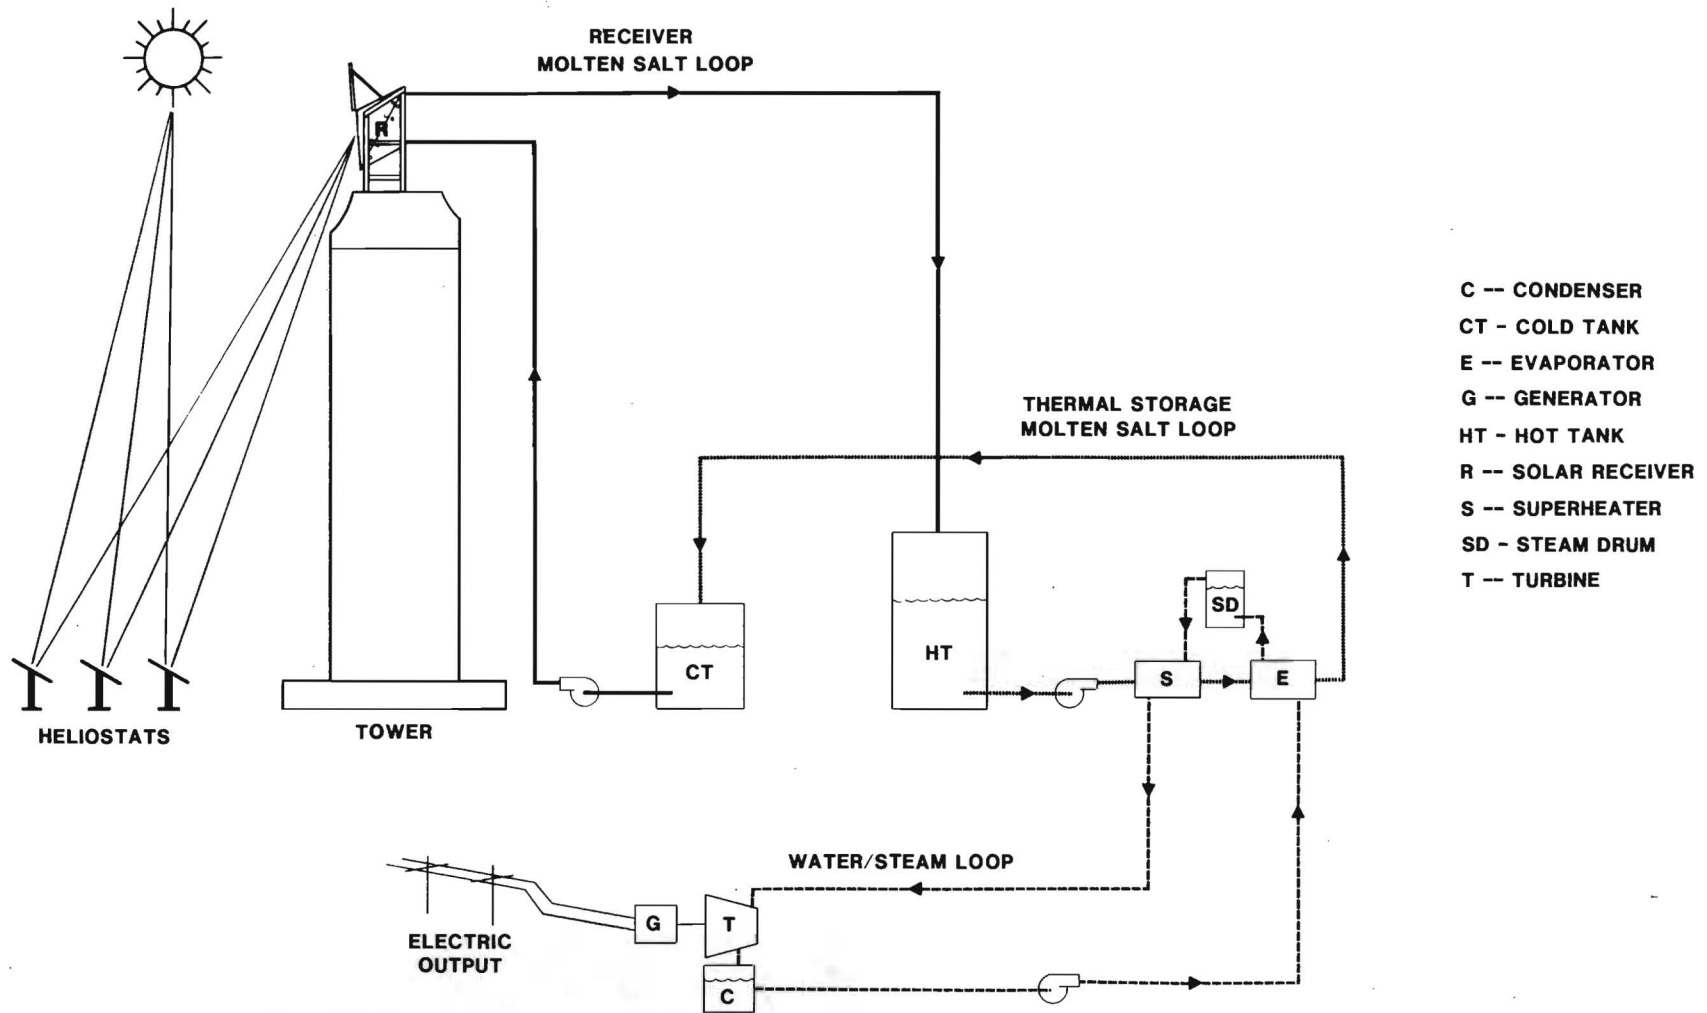 RECEIVER
MOLTEN SALT LOOP
R
C -- CONDENSER
CT - COLD TANK
E -- EVAPORATOR
G -- GENERATOR
HT - HOT TANK
R -- SOLAR RECEIVER
S -- SUPERHEATER
SD - STEAM DRUM
T -- TURBINE
THERMAL STORAGE
MOLTEN SALT LOOP
SD
HT
CT
S
E
HELIOSTATS
TOWER
WATER/STEAM LOOP
G
T
ELECTRIC
OUTPUT
C